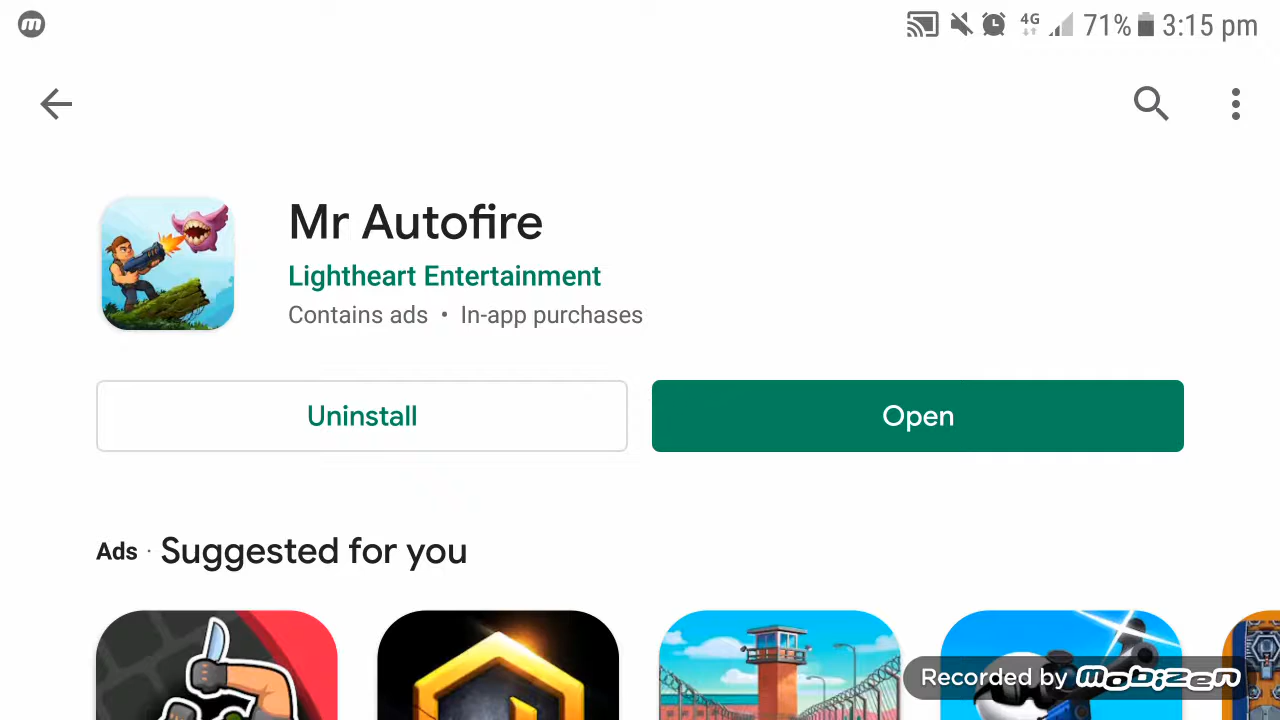 m
4G 71% 3:15 pm
Mr Autofire
Lightheart Entertainment
Contains ads • In-app purchases
Uninstall
Open
Ads · Suggested for you
Recorded by mobizen